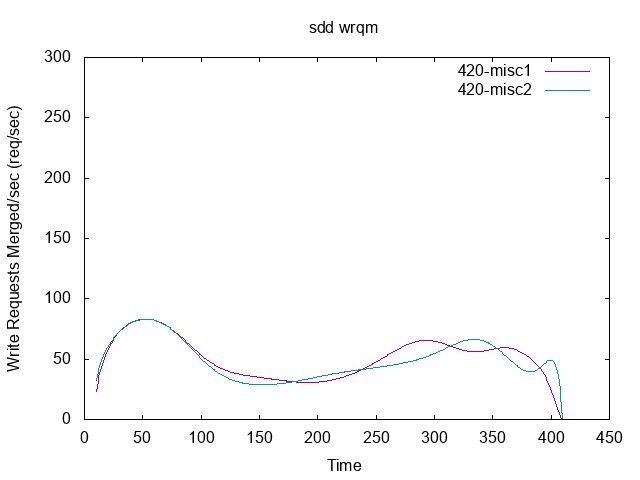 sdd wrqm
420-misc1
420-misc2
Write Requests Merged/sec (req/sec)
300
250
200
150
100
50
0
0 50 100 150 200 250 300 350 400 450
Time